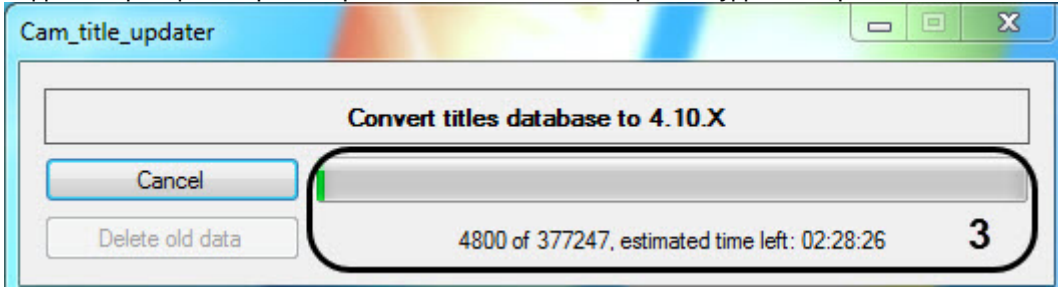 Cam_title_updater
Convert titles database to 4.10.X
Cancel
Delete old data
4800 of 377247, estimated time left: 02:28:26
3